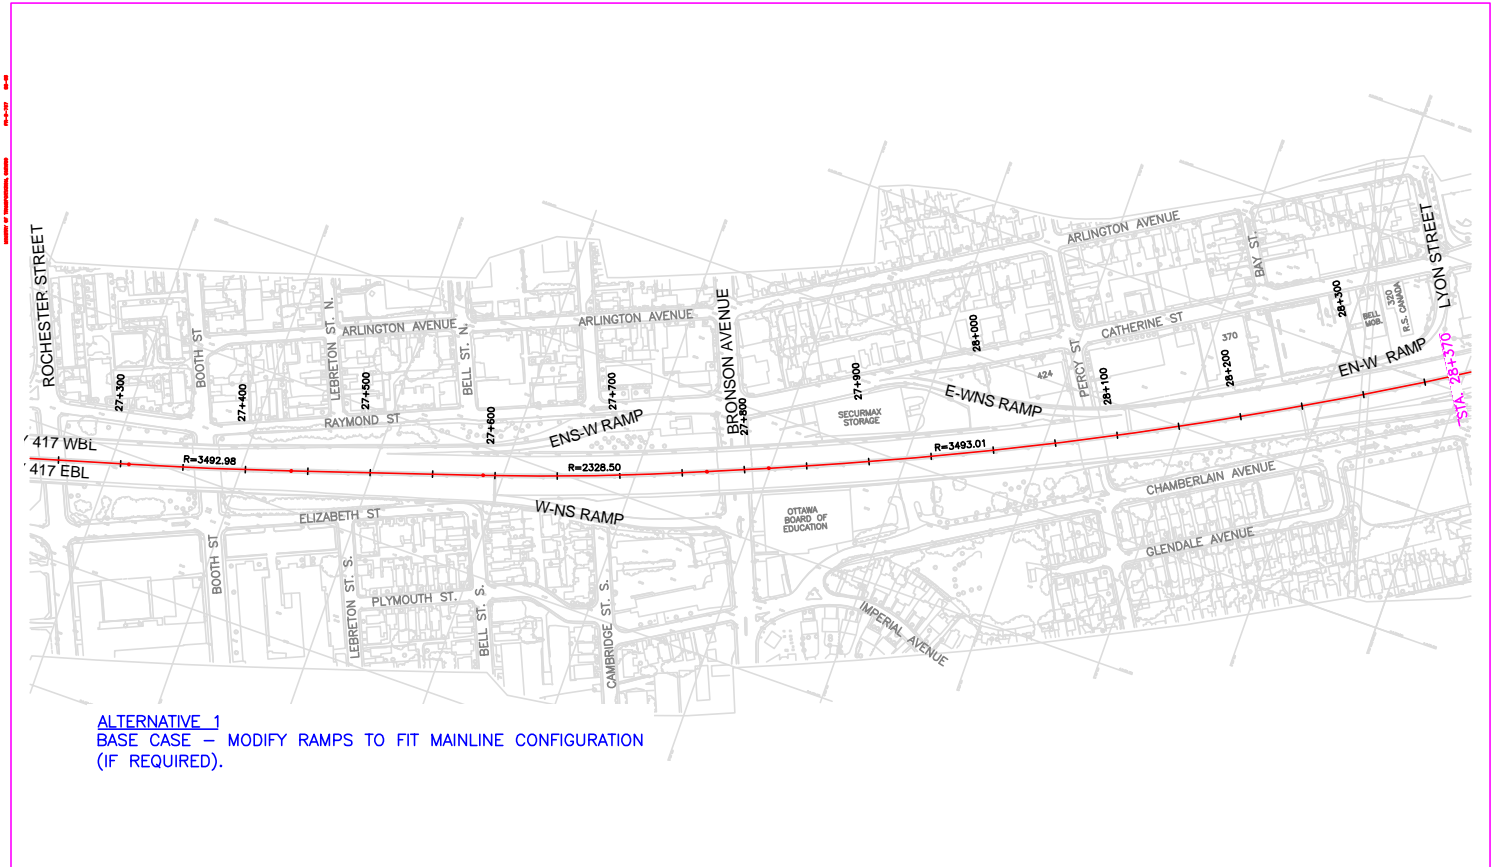 ROCHESTER STREET
BOOTH ST
LEBRETON ST. N.
ARLINGTON AVENUE
BELL ST. N.
ARLINGTON AVENUE
BRONSON AVENUE
ARLINGTON AVENUE
BAY ST.
LYON STREET
CATHERINE ST
PERCY ST
BELL
MOB.
320
R.S. CANADA
370
424
27+300
27+400
27+500
27+600
27+700
27+800
27+900
28+000
28+100
28+200
28+300
STA. 28+370
RAYMOND ST
ENS-W RAMP
SECURMAX
STORAGE
E-WNS RAMP
EN-W RAMP
417 WBL
417 EBL
R=3492.98
R=2328.50
R=3493.01
W-NS RAMP
ELIZABETH ST
OTTAWA
BOARD OF
EDUCATION
CHAMBERLAIN AVENUE
GLENDALE AVENUE
BOOTH ST
LEBRETON ST. S.
PLYMOUTH ST.
BELL ST. S.
CAMBRIDGE ST. S.
IMPERIAL AVENUE
ALTERNATIVE 1
BASE CASE – MODIFY RAMPS TO FIT MAINLINE CONFIGURATION
(IF REQUIRED).